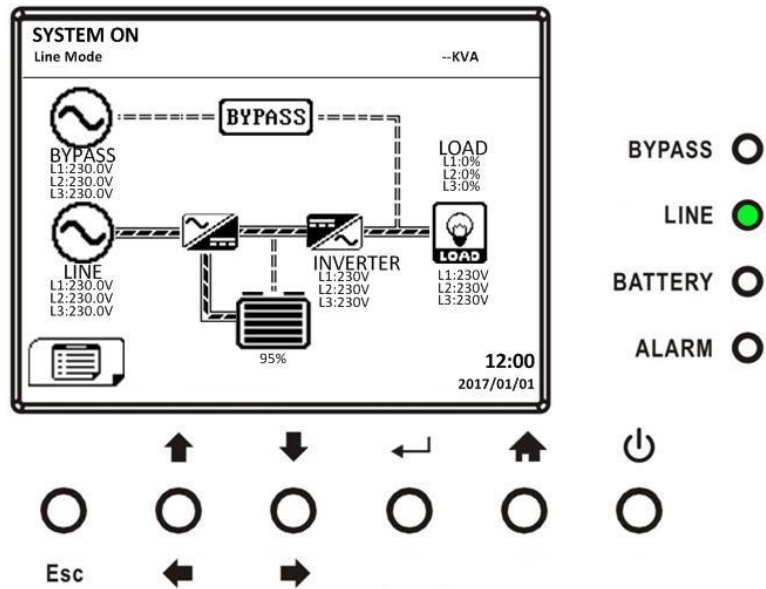 SYSTEM ON
Line Mode
--KVA
BYPASS
BYPASS
L1:230.0V
L2:230.0V
L3:230.0V
LOAD
L1:0%
L2:0%
L3:0%
LINE
L1:230.0V
L2:230.0V
L3:230.0V
INVERTER
L1:230V
L2:230V
L3:230V
LOAD
L1:230V
L2:230V
L3:230V
95%
12:00
2017/01/01
BYPASS
LINE
BATTERY
ALARM
Esc